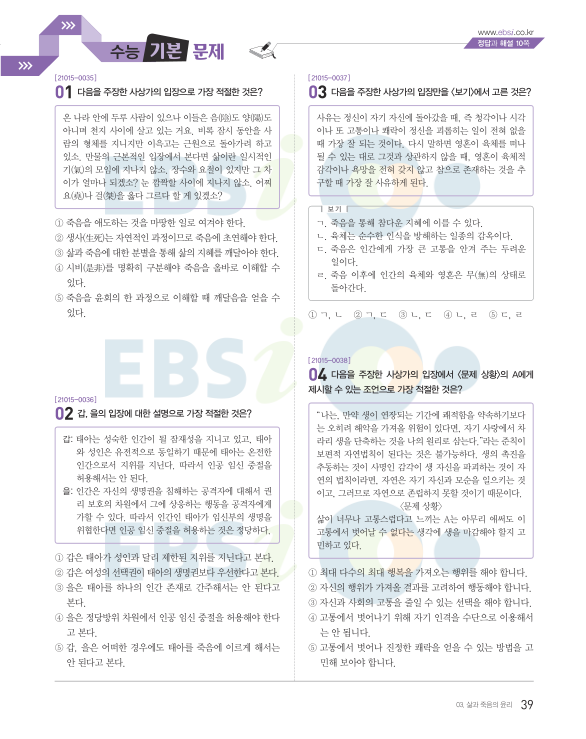 www.ebsi.co.kr
정답과 해설 10쪽
수능 기본 문제
[21015-0035]
01 다음을 주장한 사상가의 입장으로 가장 적절한 것은?
온 나라 안에 두루 사람이 있으나 이들은 음(陰)도 양(陽)도
아니며 천지 사이에 살고 있는 거요. 비록 잠시 동안을 사
람의 형체를 지니지만 이윽고는 근원으로 돌아가려 하고
있소. 만물의 근본적인 입장에서 본다면 삶이란 일시적인
기(氣)의 모임에 지나지 않소. 장수와 요절이 있지만 그 차
이가 얼마나 되겠소? 눈 깜짝할 사이에 지나지 않소. 어찌
요(堯)나 걸(桀)을 옳다 그르다 할 게 있겠소?
① 죽음을 애도하는 것을 마땅한 일로 여겨야 한다.
② 생사(生死)는 자연적인 과정이므로 죽음에 초연해야 한다.
③ 삶과 죽음에 대한 분별을 통해 삶의 지혜를 깨달아야 한다.
④ 시비(是非)를 명확히 구분해야 죽음을 올바로 이해할 수
있다.
⑤ 죽음을 윤회의 한 과정으로 이해할 때 깨달음을 얻을 수
있다.
[21015-0036]
02 갑, 을의 입장에 대한 설명으로 가장 적절한 것은?
갑: 태아는 성숙한 인간이 될 잠재성을 지니고 있고, 태아
와 성인은 유전적으로 동일하기 때문에 태아는 온전한
인간으로서 지위를 지닌다. 따라서 인공 임신 중절을
허용해서는 안 된다.
을: 인간은 자신의 생명권을 침해하는 공격자에 대해서 권
리 보호의 차원에서 그에 상응하는 행동을 공격자에게
가할 수 있다. 따라서 인간인 태아가 임신부의 생명을
위협한다면 인공 임신 중절을 허용하는 것은 정당하다.
① 갑은 태아가 성인과 달리 제한된 지위를 지닌다고 본다.
② 갑은 여성의 선택권이 태아의 생명권보다 우선한다고 본다.
③ 을은 태아를 하나의 인간 존재로 간주해서는 안 된다고
본다.
④ 을은 정당방위 차원에서 인공 임신 중절을 허용해야 한다
고 본다.
⑤ 갑, 을은 어떠한 경우에도 태아를 죽음에 이르게 해서는
안 된다고 본다.
[21015-0037]
03 다음을 주장한 사상가의 입장만을 〈보기〉에서 고른 것은?
사유는 정신이 자기 자신에 돌아갔을 때, 즉 청각이나 시각
이나 또 고통이나 쾌락이 정신을 괴롭히는 일이 전혀 없을
때 가장 잘 되는 것이다. 다시 말하면 영혼이 육체를 떠나
될 수 있는 대로 그것과 상관하지 않을 때, 영혼이 육체적
감각이나 욕망을 전혀 갖지 않고 참으로 존재하는 것을 추
구할 때 가장 잘 사유하게 된다.
보기
ㄱ. 죽음을 통해 참다운 지혜에 이를 수 있다.
ㄴ. 육체는 순수한 인식을 방해하는 일종의 감옥이다.
ㄷ. 죽음은 인간에게 가장 큰 고통을 안겨 주는 두려운
일이다.
ㄹ. 죽음 이후에 인간의 육체와 영혼은 무(無)의 상태로
돌아간다.
① ㄱ, ㄴ ② ㄱ, ㄷ ③ ㄴ, ㄷ ④ ㄴ, ㄹ ⑤ ㄷ, ㄹ
[21015-0038]
04 다음을 주장한 사상가의 입장에서 〈문제 상황〉의 A에게
제시할 수 있는 조언으로 가장 적절한 것은?
"나는, 만약 생이 연장되는 기간에 쾌적함을 약속하기보다
는 오히려 해악을 가져올 위험이 있다면, 자기 사랑에서 차
라리 생을 단축하는 것을 나의 원리로 삼는다."라는 준칙이
보편적 자연법칙이 된다는 것은 불가능하다. 생의 촉진을
추동하는 것이 사명인 감각이 생 자신을 파괴하는 것이 자
연의 법칙이라면, 자연은 자기 자신과 모순을 일으키는 것
이고, 그러므로 자연으로 존립하지 못할 것이기 때문이다.
〈문제 상황〉
삶이 너무나 고통스럽다고 느끼는 A는 아무리 애써도 이
고통에서 벗어날 수 없다는 생각에 생을 마감해야 할지 고
민하고 있다.
① 최대 다수의 최대 행복을 가져오는 행위를 해야 합니다.
② 자신의 행위가 가져올 결과를 고려하여 행동해야 합니다.
③ 자신과 사회의 고통을 줄일 수 있는 선택을 해야 합니다.
④ 고통에서 벗어나기 위해 자기 인격을 수단으로 이용해서
는 안 됩니다.
⑤ 고통에서 벗어나 진정한 쾌락을 얻을 수 있는 방법을 고
민해 보아야 합니다.
03. 삶과 죽음의 윤리 39
EBSi
EBSi
EBSi